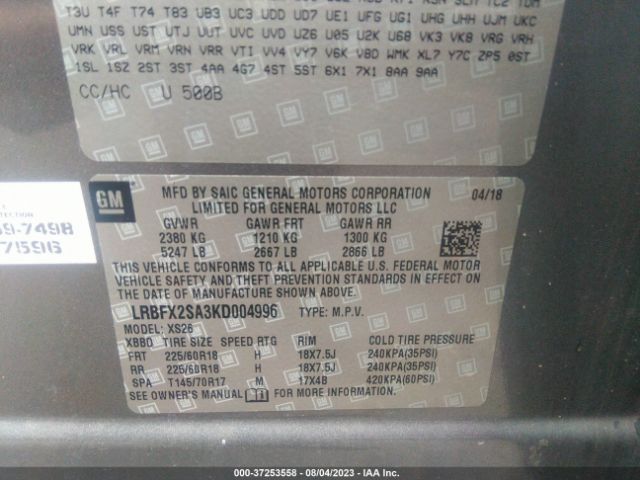 T3U T4F T74 T83 UB3 UC3 UDD UD7 UE1 UFG UG1 UHG UHH UJM UKC
UMN USS UST UTJ UUT UVC UVD UZ6 U05 U2K U68 VK3 VK8 VRG VRH
VRK VRL VRM VRN VRR VTI VV4 VY7 V6K V8D WMK XL7 Y7C ZP5 0ST
1SL 1SZ 2ST 3ST 4AA 4G7 4ST 5ST 6X1 7X1 8AA 9AA
CC/HC U 500B
GM
MFD BY SAIC GENERAL MOTORS CORPORATION 04/18
LIMITED FOR GENERAL MOTORS LLC
GVWR GAWR FRT GAWR RR
2380 KG 1210 KG 1300 KG
5247 LB 2667 LB 2866 LB
THIS VEHICLE CONFORMS TO ALL APPLICABLE U.S. FEDERAL MOTOR
VEHICLE SAFETY AND THEFT PREVENTION STANDARDS IN EFFECT ON
THE DATE OF MANUFACTURE SHOWN ABOVE.
LRBFX2SA3KD004996 TYPE: M.P.V.
MODEL: XS26
XBBO TIRE SIZE SPEED RTG RIM COLD TIRE PRESSURE
FRT 225/60R18 H 18X7.5J 240KPA(35PSI)
RR 225/60R18 H 18X7.5J 240KPA(35PSI)
SPA T145/70R17 M 17X4B 420KPA(60PSI)
SEE OWNER'S MANUAL FOR MORE INFORMATION.
9-7498
7596
000-37253558 - 08/04/2023 - IAA Inc.